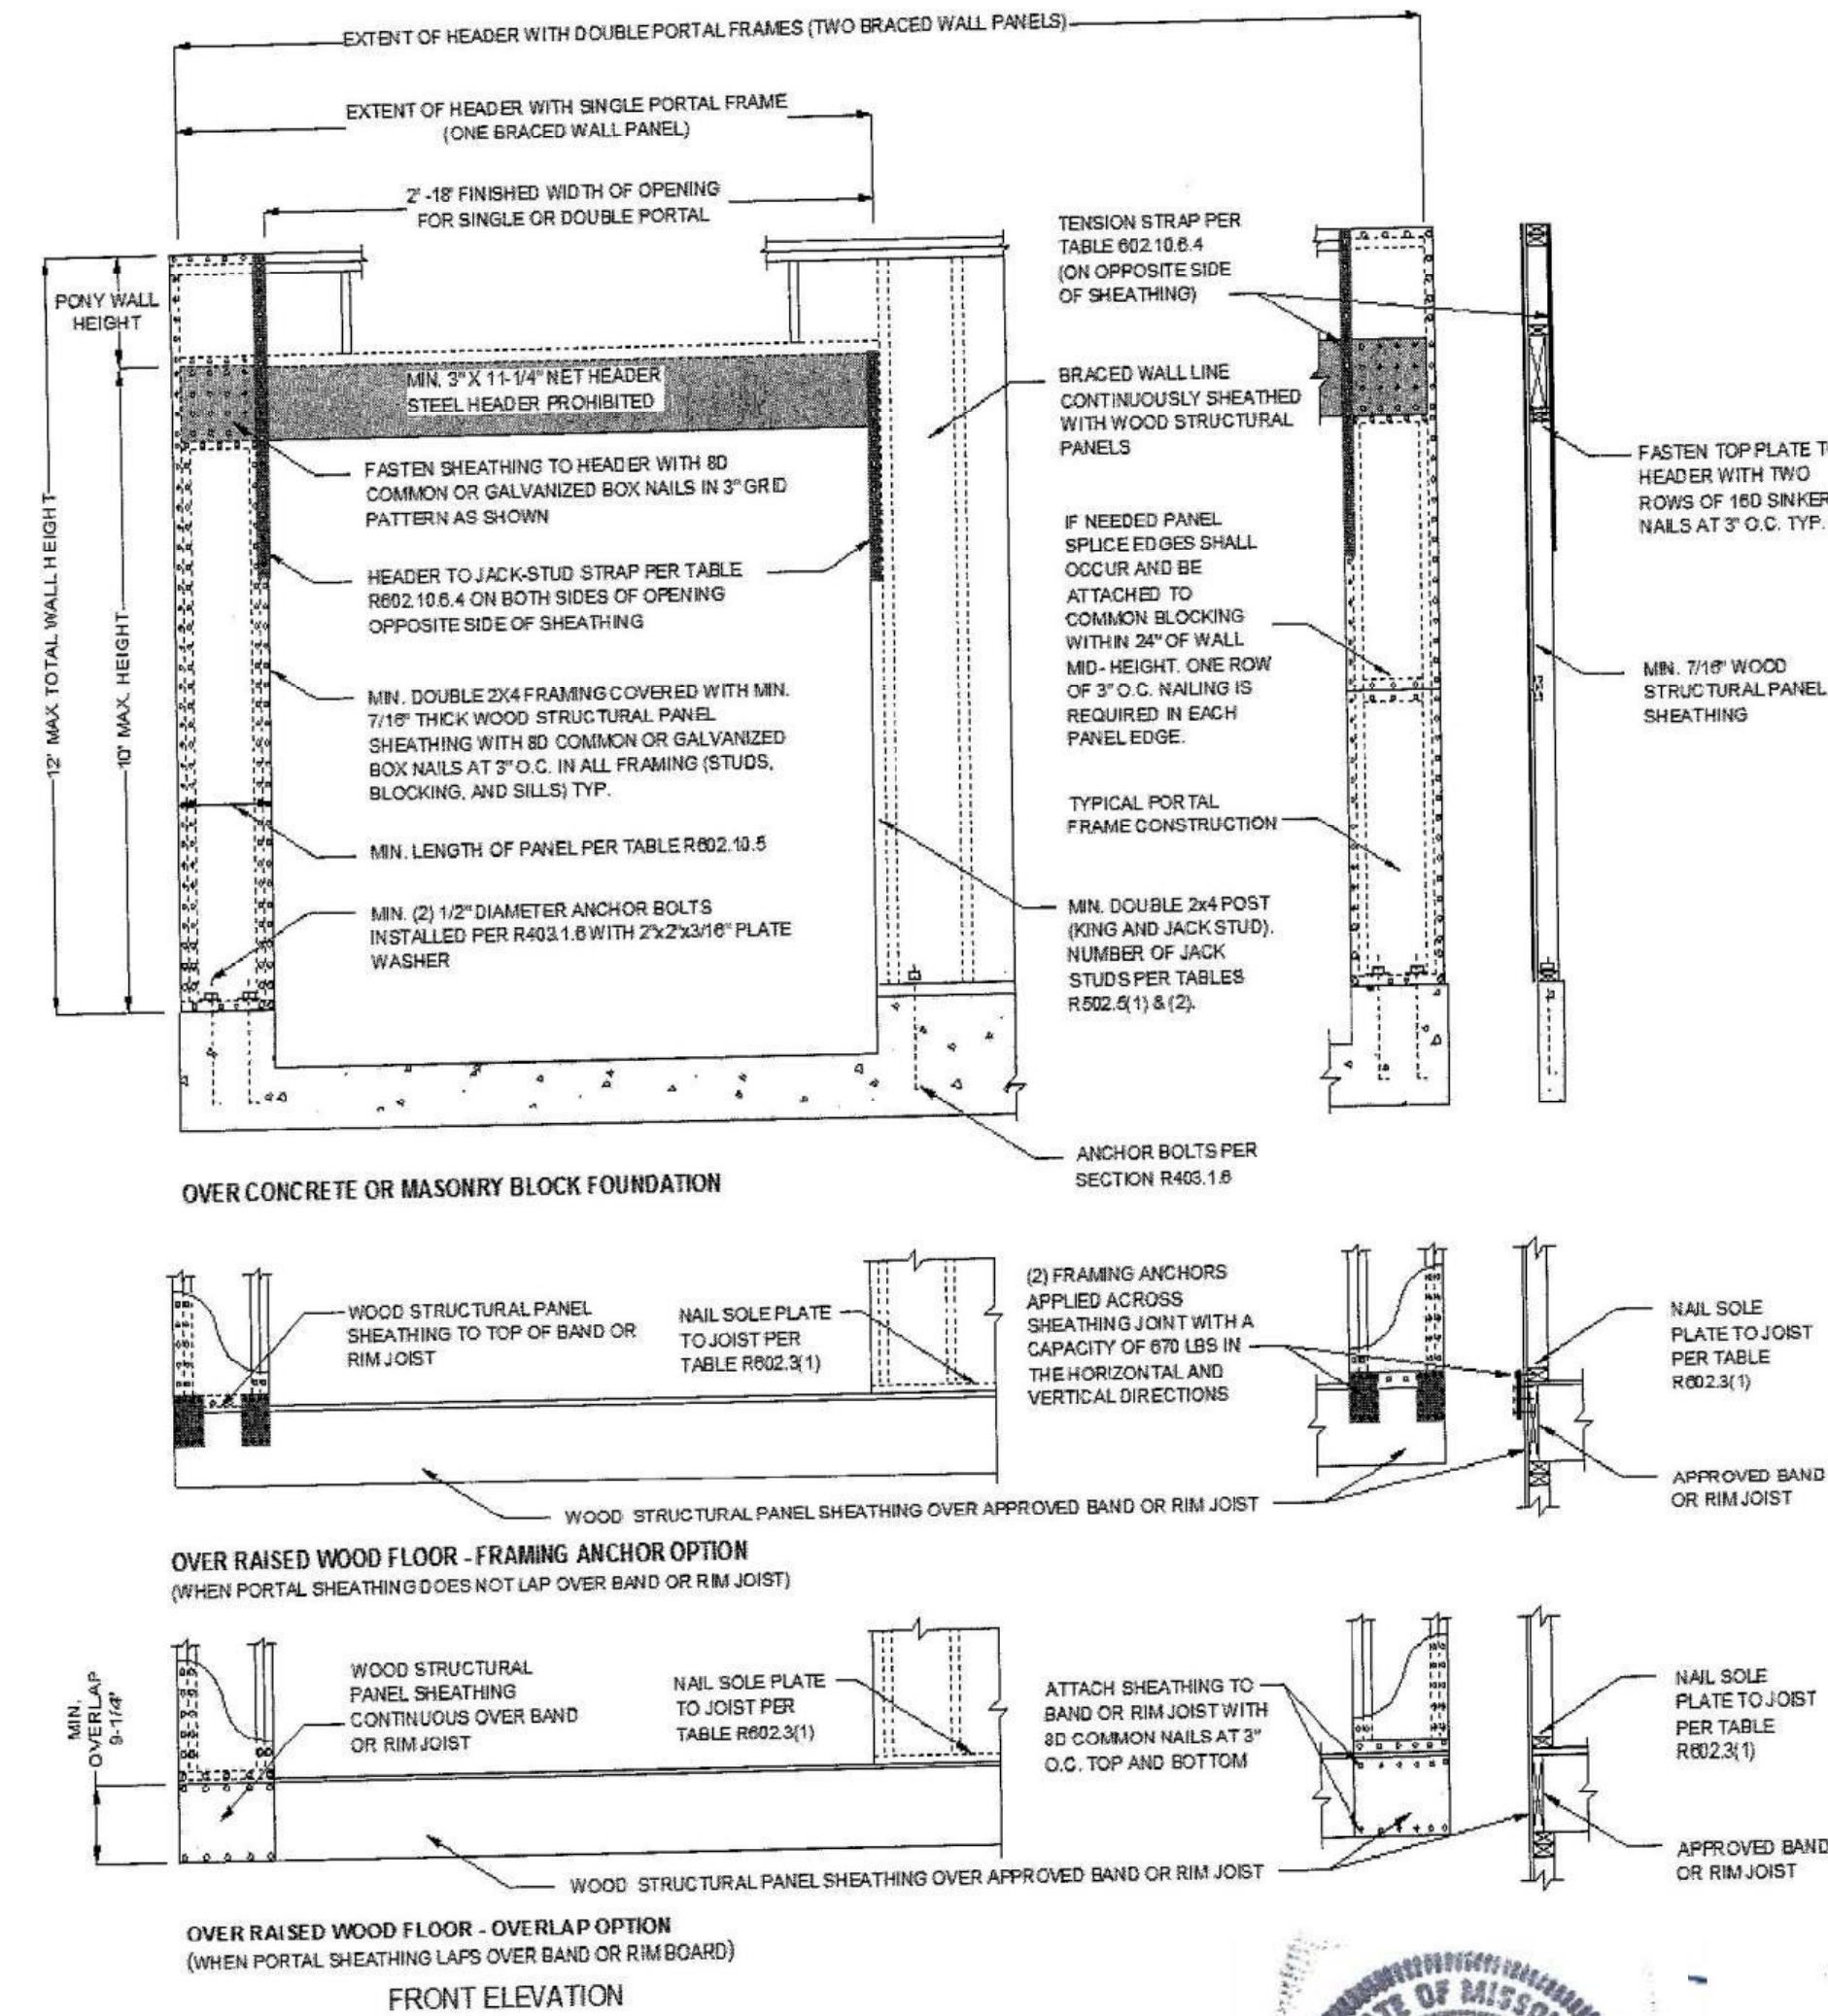 EXTENT OF HEADER WITH DOUBLE PORTAL FRAMES (TWO BRACED WALL PANELS)
EXTENT OF HEADER WITH SINGLE PORTAL FRAME
(ONE BRACED WALL PANEL)
2' -18' FINISHED WIDTH OF OPENING
FOR SINGLE OR DOUBLE PORTAL
PONY WALL
HEIGHT
12' MAX TOTAL WALL HEIGHT
10' MAX. HEIGHT
MIN. 3" X 11-1/4" NET HEADER
STEEL HEADER PROHIBITED
FASTEN SHEATHING TO HEADER WITH 8D
COMMON OR GALVANIZED BOX NAILS IN 3" GRID
PATTERN AS SHOWN
HEADER TO JACK-STUD STRAP PER TABLE
R602.10.6.4 ON BOTH SIDES OF OPENING
OPPOSITE SIDE OF SHEATHING
MIN. DOUBLE 2X4 FRAMING COVERED WITH MIN.
7/16" THICK WOOD STRUCTURAL PANEL
SHEATHING WITH 8D COMMON OR GALVANIZED
BOX NAILS AT 3" O.C. IN ALL FRAMING (STUDS,
BLOCKING, AND SILLS) TYP.
MIN. LENGTH OF PANEL PER TABLE R602.10.5
MIN. (2) 1/2" DIAMETER ANCHOR BOLTS
INSTALLED PER R403.1.6 WITH 2"x2"x3/16" PLATE
WASHER
TENSION STRAP PER
TABLE 602.10.6.4
(ON OPPOSITE SIDE
OF SHEATHING)
BRACED WALL LINE
CONTINUOUSLY SHEATHED
WITH WOOD STRUCTURAL
PANELS
IF NEEDED PANEL
SPLICE EDGES SHALL
OCCUR AND BE
ATTACHED TO
COMMON BLOCKING
WITHIN 24" OF WALL
MID- HEIGHT. ONE ROW
OF 3" O.C. NAILING IS
REQUIRED IN EACH
PANEL EDGE.
TYPICAL PORTAL
FRAME CONSTRUCTION
MIN. DOUBLE 2x4 POST
(KING AND JACK STUD).
NUMBER OF JACK
STUDS PER TABLES
R502.5(1) & (2).
ANCHOR BOLTS PER
SECTION R403.1.6
FASTEN TOP PLATE T
HEADER WITH TWO
ROWS OF 16D SINKER
NAILS AT 3" O.C. TYP.
MIN. 7/16" WOOD
STRUCTURAL PANEL
SHEATHING
OVER CONCRETE OR MASONRY BLOCK FOUNDATION
WOOD STRUCTURAL PANEL
SHEATHING TO TOP OF BAND OR
RIM JOIST
NAIL SOLE PLATE
TO JOIST PER
TABLE R602.3(1)
(2) FRAMING ANCHORS
APPLIED ACROSS
SHEATHING JOINT WITH A
CAPACITY OF 670 LBS IN
THE HORIZONTAL AND
VERTICAL DIRECTIONS
NAIL SOLE
PLATE TO JOIST
PER TABLE
R602.3(1)
APPROVED BAND
OR RIM JOIST
WOOD STRUCTURAL PANEL SHEATHING OVER APPROVED BAND OR RIM JOIST
OVER RAISED WOOD FLOOR - FRAMING ANCHOR OPTION
(WHEN PORTAL SHEATHING DOES NOT LAP OVER BAND OR RIM JOIST)
MIN.
OVERLAP
9-1/4"
WOOD STRUCTURAL
PANEL SHEATHING
CONTINUOUS OVER BAND
OR RIM JOIST
NAIL SOLE PLATE
TO JOIST PER
TABLE R602.3(1)
ATTACH SHEATHING TO
BAND OR RIM JOIST WITH
8D COMMON NAILS AT 3"
O.C. TOP AND BOTTOM
NAIL SOLE
PLATE TO JOIST
PER TABLE
R602.3(1)
APPROVED BAND
OR RIM JOIST
WOOD STRUCTURAL PANEL SHEATHING OVER APPROVED BAND OR RIM JOIST
OVER RAISED WOOD FLOOR - OVERLAP OPTION
(WHEN PORTAL SHEATHING LAPS OVER BAND OR RIM BOARD)
FRONT ELEVATION
OF MISSO